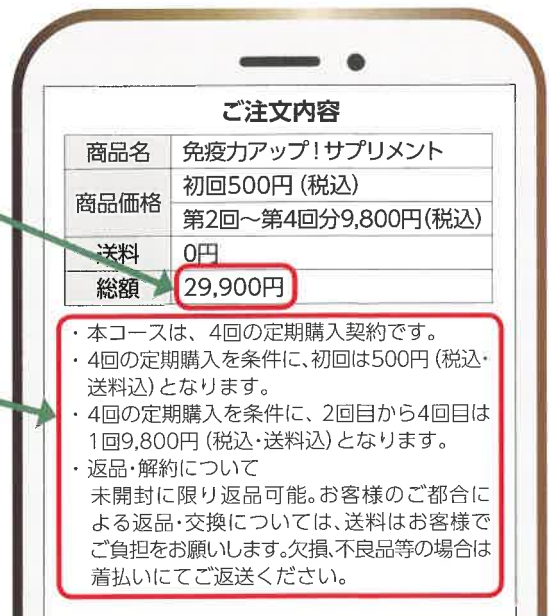 ご注文内容
商品名 免疫力アップ!サプリメント
商品価格 初回500円(税込)
第2回〜第4回分9,800円(税込)
送料 0円
総額 29,900円
・本コースは、4回の定期購入契約です。
・4回の定期購入を条件に、初回は500円(税込・
送料込)となります。
・4回の定期購入を条件に、2回目から4回目は
1回9,800円(税込・送料込)となります。
・返品・解約について
未開封に限り返品可能。お客様のご都合に
よる返品・交換については、送料はお客様で
ご負担をお願いします。欠損、不良品等の場合は
着払いにてご返送ください。